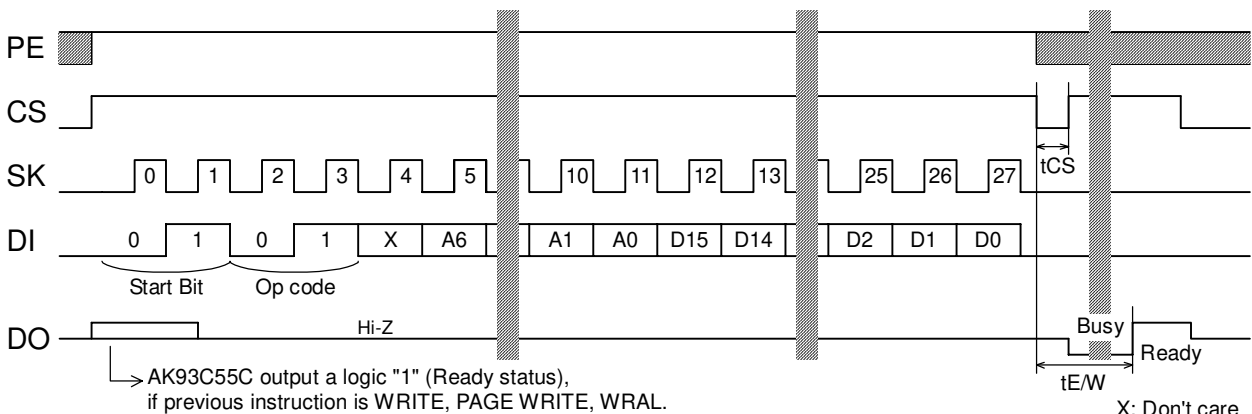 PE
CS
tCS
SK 0 1 2 3 4 5 10 11 12 13 25 26 27
DI 0 1 0 1 X A6 A1 A0 D15 D14 D2 D1 D0
Start Bit Op code
DO Hi-Z Busy Ready
tE/W
AK93C55C output a logic "1" (Ready status),
if previous instruction is WRITE, PAGE WRITE, WRAL.
X: Don't care